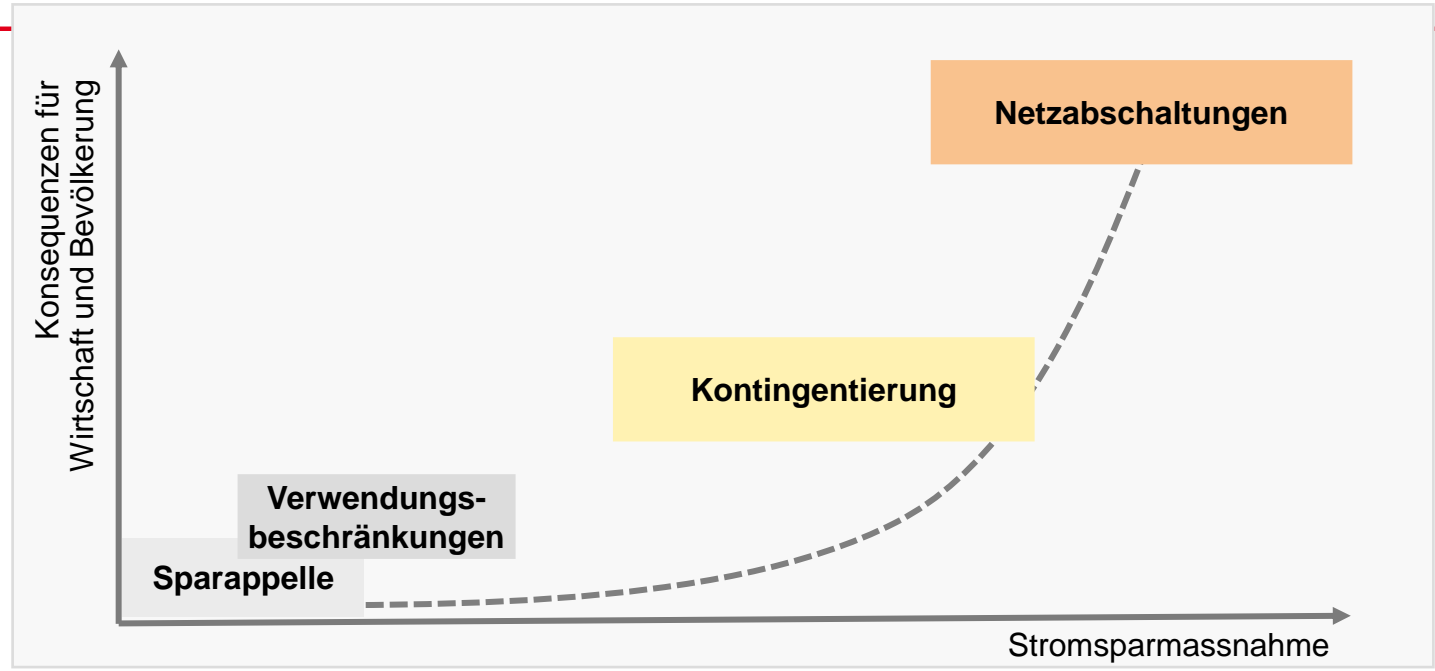 Konsequenzen für
Wirtschaft und Bevölkerung
Netzabschaltungen
Kontingentierung
Verwendungs-
beschränkungen
Sparappelle
Stromsparmassnahme